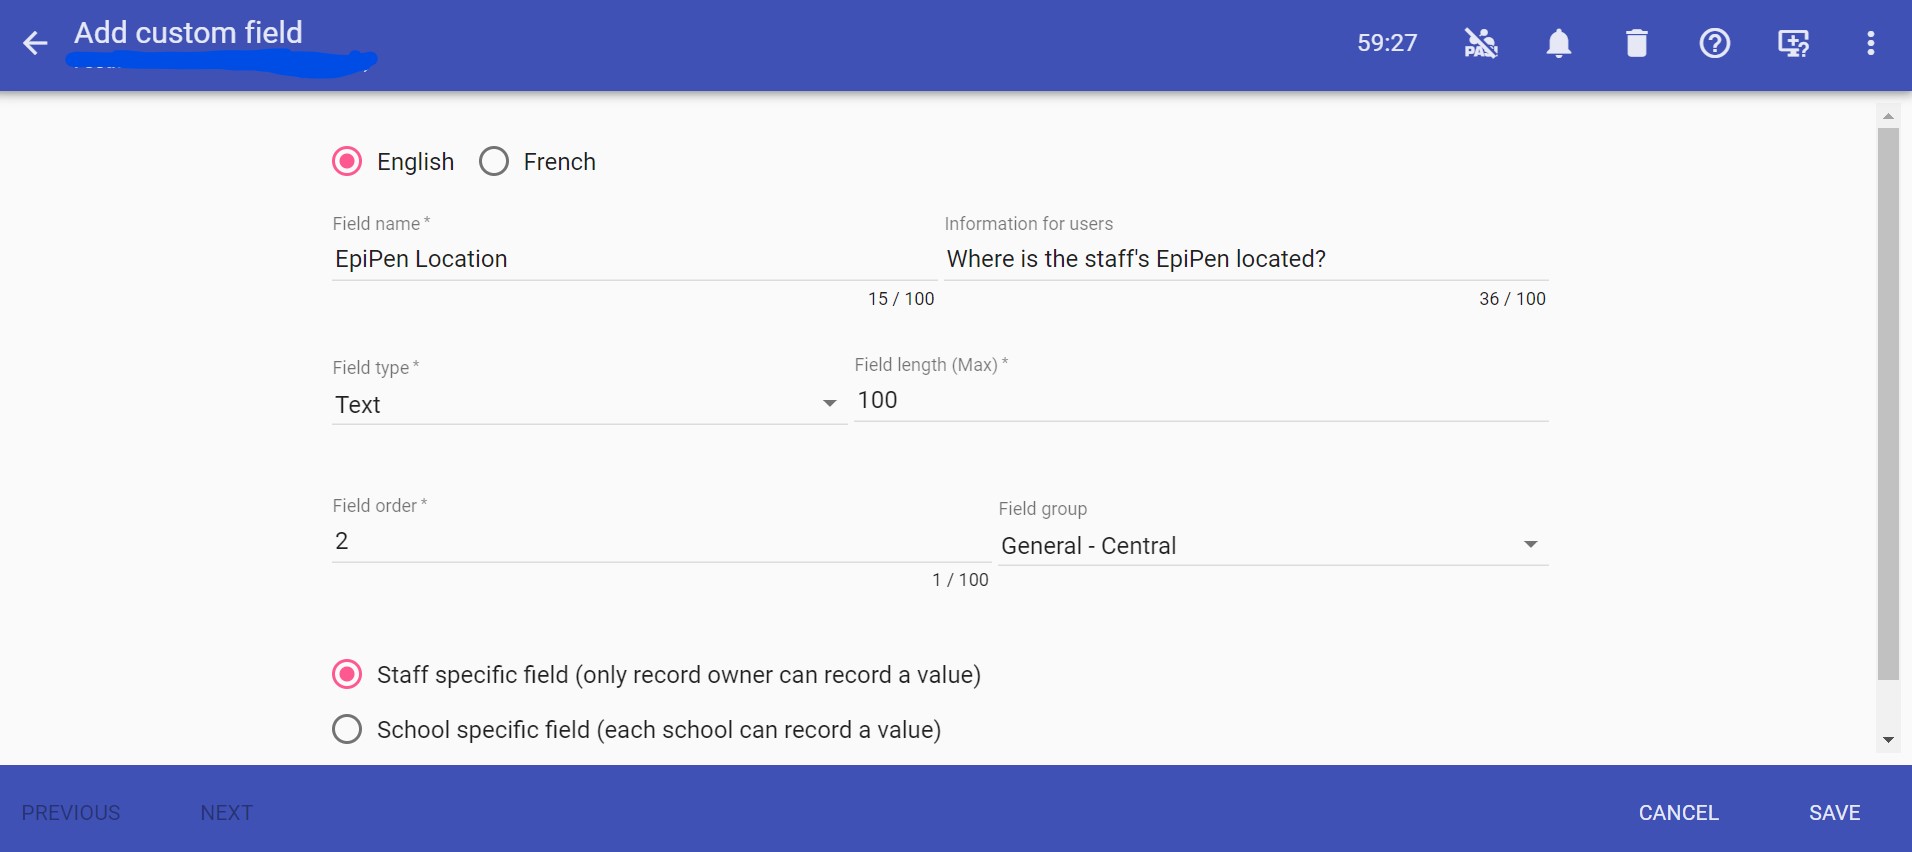 Add custom field
59:27
English French
Field name *
Information for users
EpiPen Location
Where is the staff's EpiPen located?
15 / 100
36 / 100
Field type *
Field length (Max) *
Text
100
Field order *
Field group
2
General - Central
1 / 100
Staff specific field (only record owner can record a value)
School specific field (each school can record a value)
PREVIOUS NEXT CANCEL SAVE